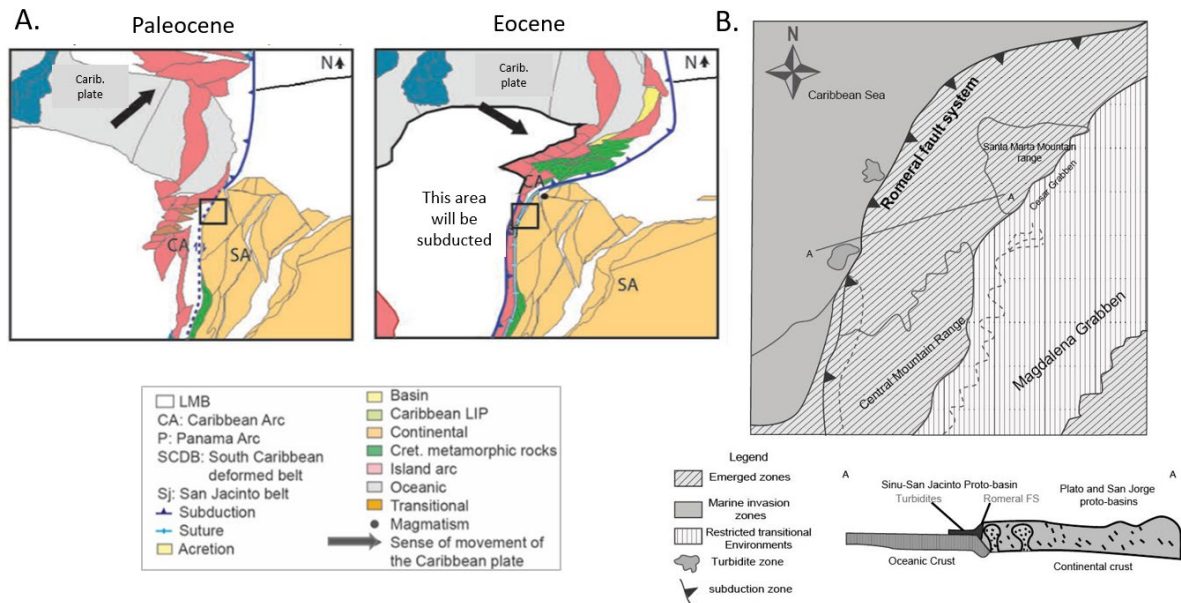 A.
Paleocene
Carib.
plate
N
CA
SA
Eocene
Carib.
plate
N
CA
This area
will be
subducted
SA
LMB
CA: Caribbean Arc
P: Panama Arc
SCDB: South Caribbean
deformed belt
Sj: San Jacinto belt
Subduction
Suture
Acretion
Basin
Caribbean LIP
Continental
Cret. metamorphic rocks
Island arc
Oceanic
Transitional
Magmatism
Sense of movement of
the Caribbean plate
B.
N
Caribbean Sea
Romeral fault system
Santa Marta Mountain
range
Cesar Grabben
A
A
Central Mountain Range
Magdalena Grabben
Legend
Emerged zones
Marine invasion
zones
Restricted transitional
Environments
Turbidite zone
subduction zone
A
A
Sinu-San Jacinto Proto-basin
Turbidites
Romeral FS
Plato and San Jorge
proto-basins
Oceanic Crust
Continental crust